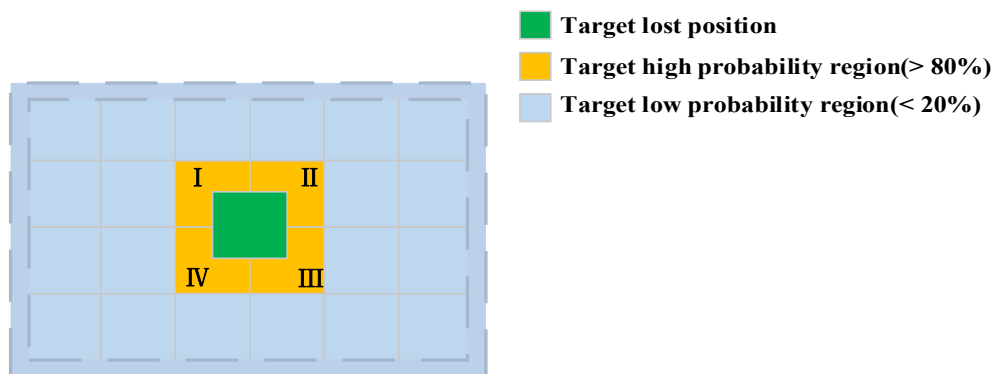 Target lost position
Target high probability region(> 80%)
Target low probability region(< 20%)
Ⅰ Ⅱ
Ⅳ Ⅲ